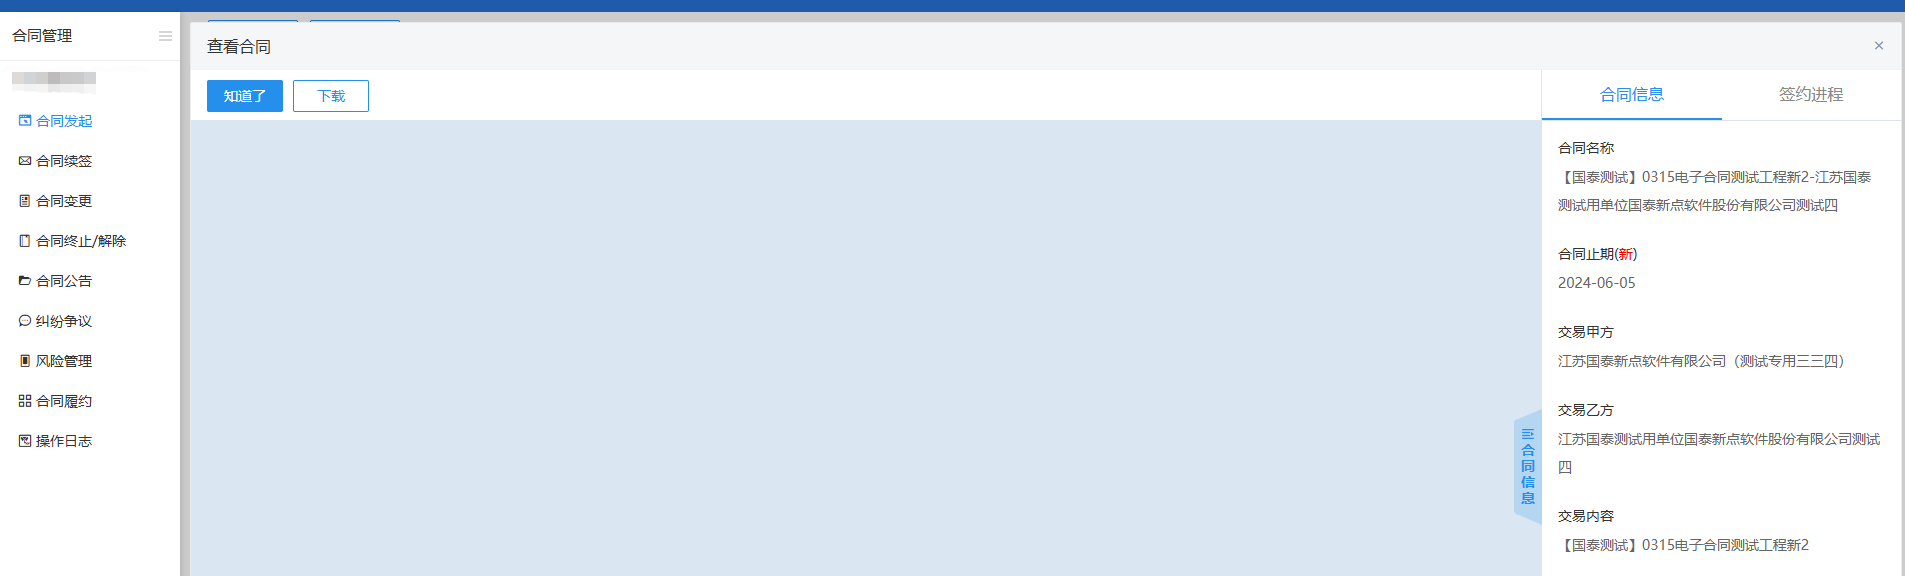 合同管理
合同发起
合同续签
合同变更
合同终止/解除
合同公告
纠纷争议
风险管理
合同履约
操作日志
查看合同
知道了
下载
合同信息
合同信息
签约进程
合同名称
【国泰测试】0315电子合同测试工程新2-江苏国泰
测试用单位国泰新点软件股份有限公司测试四
合同止期(新)
2024-06-05
交易甲方
江苏国泰新点软件有限公司（测试专用三三四）
交易乙方
江苏国泰测试用单位国泰新点软件股份有限公司测试
四
交易内容
【国泰测试】0315电子合同测试工程新2